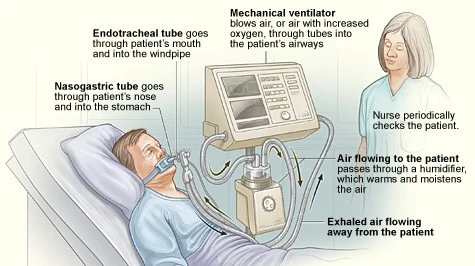 Mechanical ventilator
blows air, or air with increased
oxygen, through tubes into
the patient's airways
Endotracheal tube goes
through patient's mouth
and into the windpipe
Nasogastric tube goes
through patient's nose
and into the stomach
Nurse periodically
checks the patient.
Air flowing to the patient
passes through a humidifier,
which warms and moistens
the air
Exhaled air flowing
away from the patient